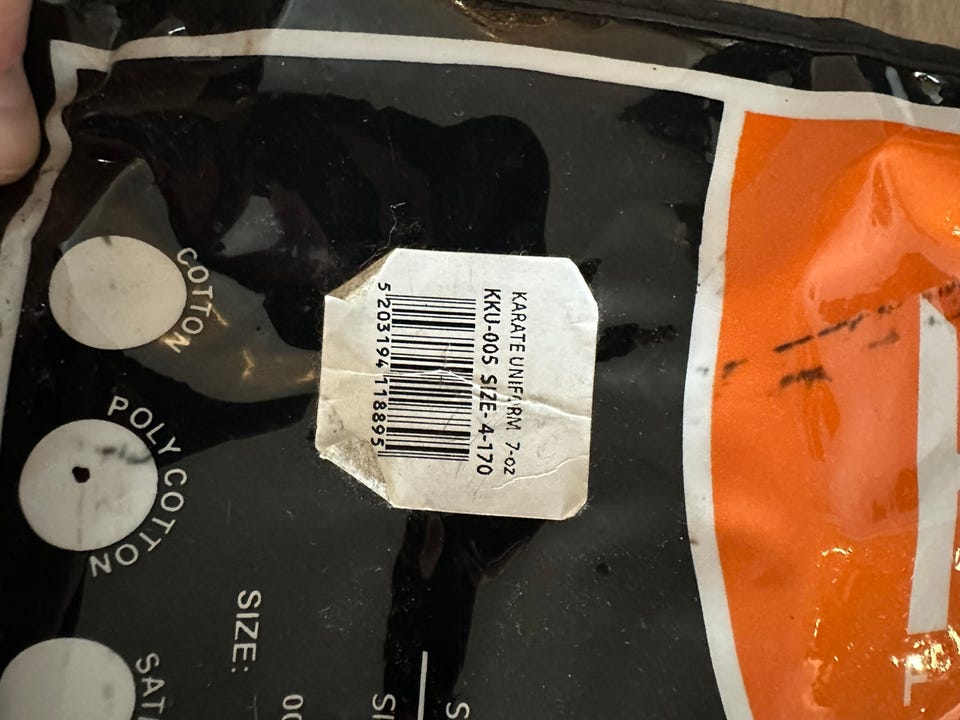 KARATE UNIFORM 7-oz
KKU-005 SIZE- 4-170
5 203194 118895
COTTON
POLY COTTON
SIZE: